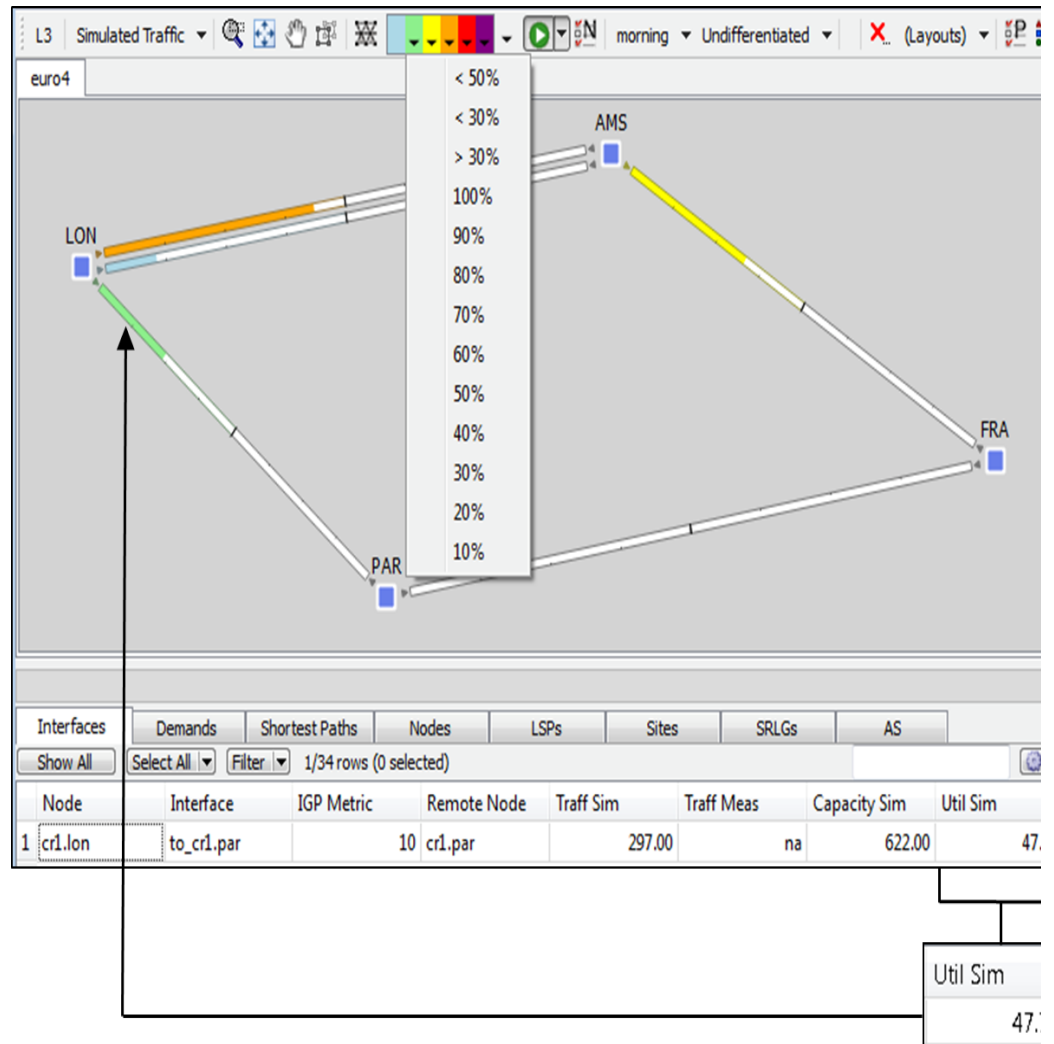 L3 Simulated Traffic N morning Undifferentiated (Layouts) P
euro4
< 50%
< 30%
> 30%
100%
90%
80%
70%
60%
50%
40%
30%
20%
10%
AMS
LON
FRA
PAR
Interfaces Demands Shortest Paths Nodes LSPs Sites SRLGs AS
Show All Select All Filter 1/34 rows (0 selected)
Node Interface IGP Metric Remote Node Traff Sim Traff Meas Capacity Sim Util Sim
1 cr1.lon to_cr1.par 10 cr1.par 297.00 na 622.00 47.
Util Sim
47.